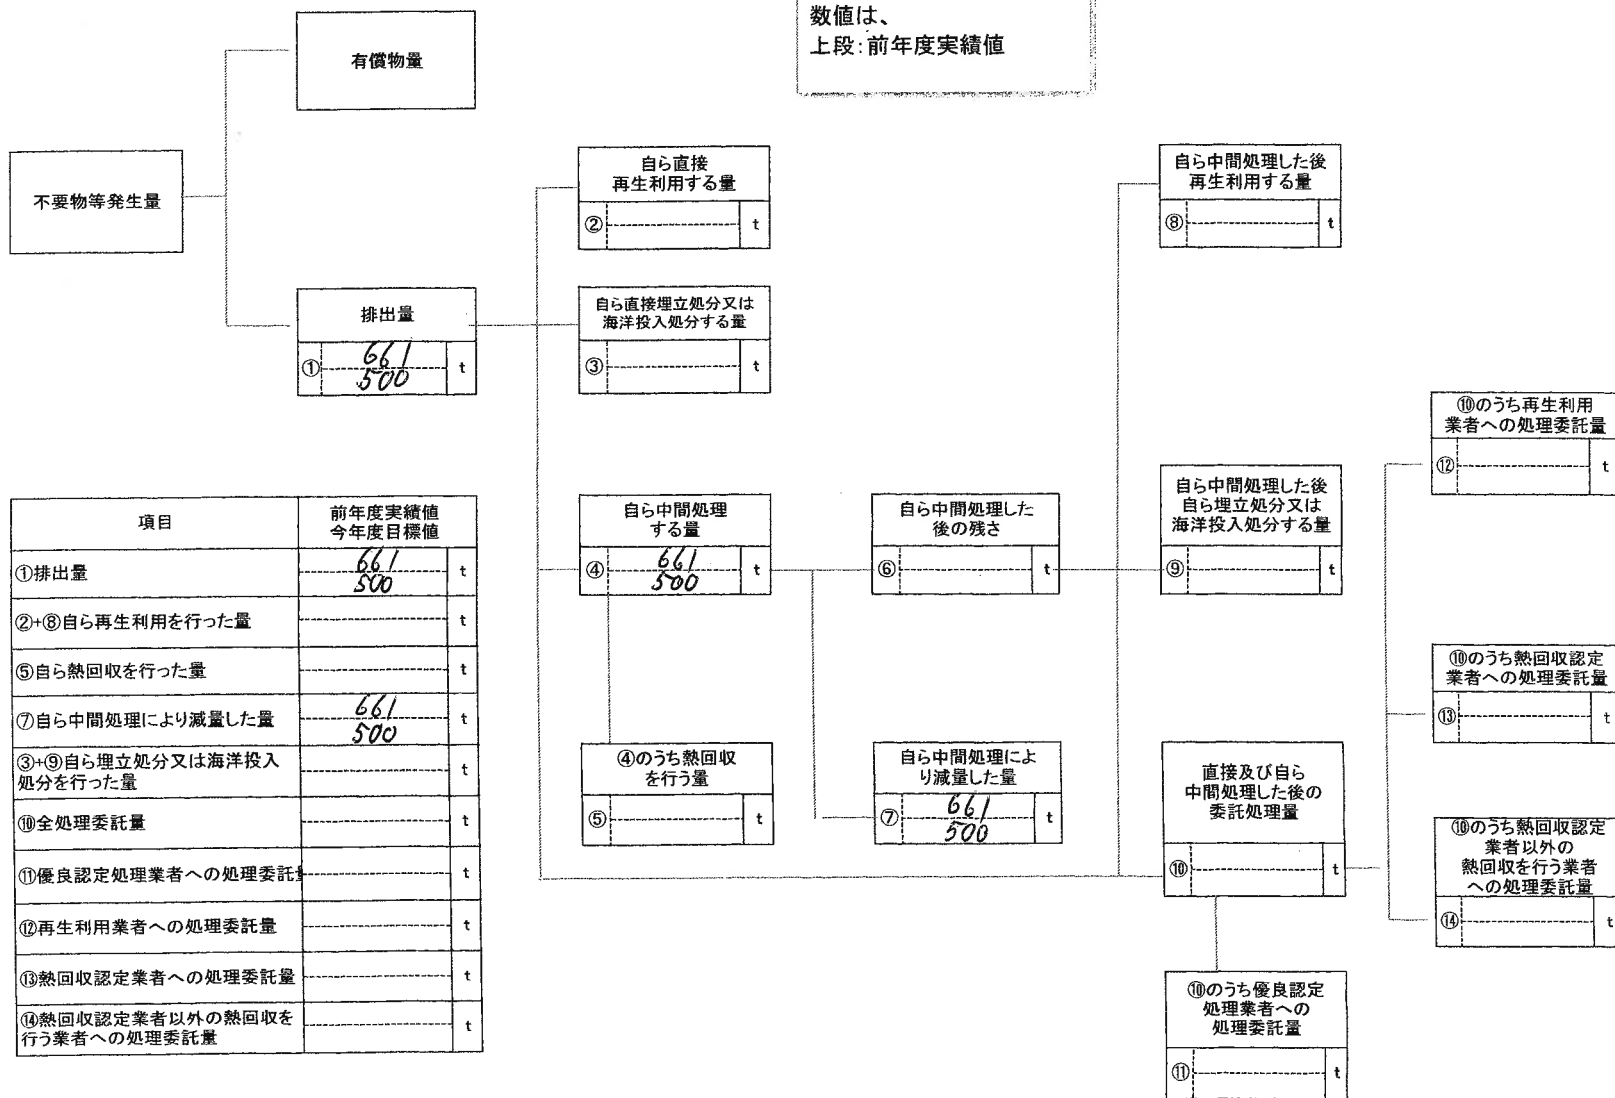 数値は、
上段:前年度実績値
有償物量
不要物等発生量
排出量
① 661 t
500
自ら直接
再生利用する量
② t
自ら直接埋立処分又は
海洋投入処分する量
③ t
自ら中間処理
する量
④ 661 t
500
④のうち熱回収
を行う量
⑤ t
自ら中間処理した
後の残さ
⑥ t
自ら中間処理によ
り減量した量
⑦ 661 t
500
自ら中間処理した後
再生利用する量
⑧ t
自ら中間処理した後
自ら埋立処分又は
海洋投入処分する量
⑨ t
直接及び自ら
中間処理した後の
委託処理量
⑩ t
⑩のうち優良認定
処理業者への
処理委託量
⑪ t
⑩のうち再生利用
業者への処理委託量
⑫ t
⑩のうち熱回収認定
業者への処理委託量
⑬ t
⑩のうち熱回収認定
業者以外の
熱回収を行う業者
への処理委託量
⑭ t
項目 前年度実績値
今年度目標値
①排出量 661 t
500
②+⑧自ら再生利用を行った量 t
⑤自ら熱回収を行った量 t
⑦自ら中間処理により減量した量 661 t
500
③+⑨自ら埋立処分又は海洋投入
処分を行った量 t
⑩全処理委託量 t
⑪優良認定処理業者への処理委託 t
⑫再生利用業者への処理委託量 t
⑬熱回収認定業者への処理委託量 t
⑭熱回収認定業者以外の熱回収を
行う業者への処理委託量 t